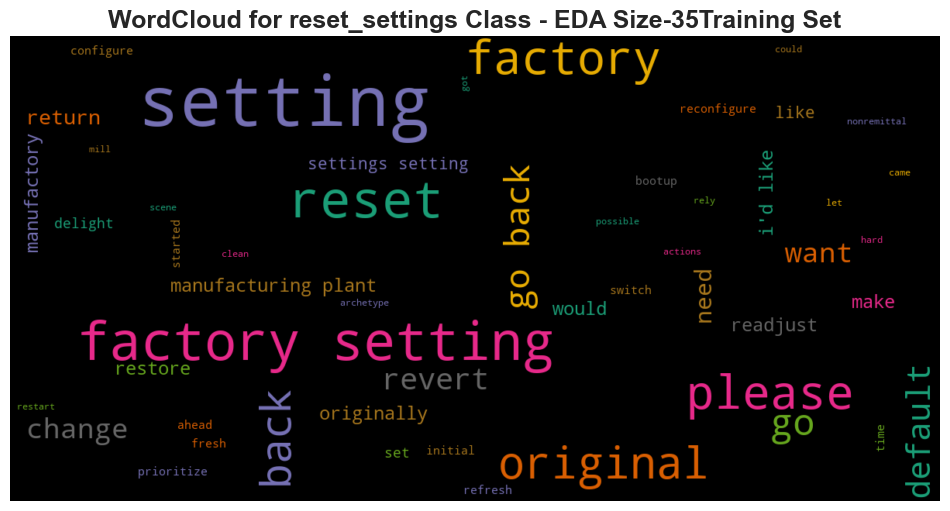 WordCloud for reset_settings Class - EDA Size-35Training Set
configure
factory
could
setting
got
return
reconfigure
like
nonremittal
manufactory
mill
settings setting
go back
i'd like
reset
bootup
came
delight
scene
started
possible
rely
let
clean
actions
hard
want
manufacturing plant
archetype
would
switch
need
make
readjust
factory setting
restore
revert
please
default
restart
change
ahead
fresh
back
originally
go
time
prioritize
set
initial
original
refresh